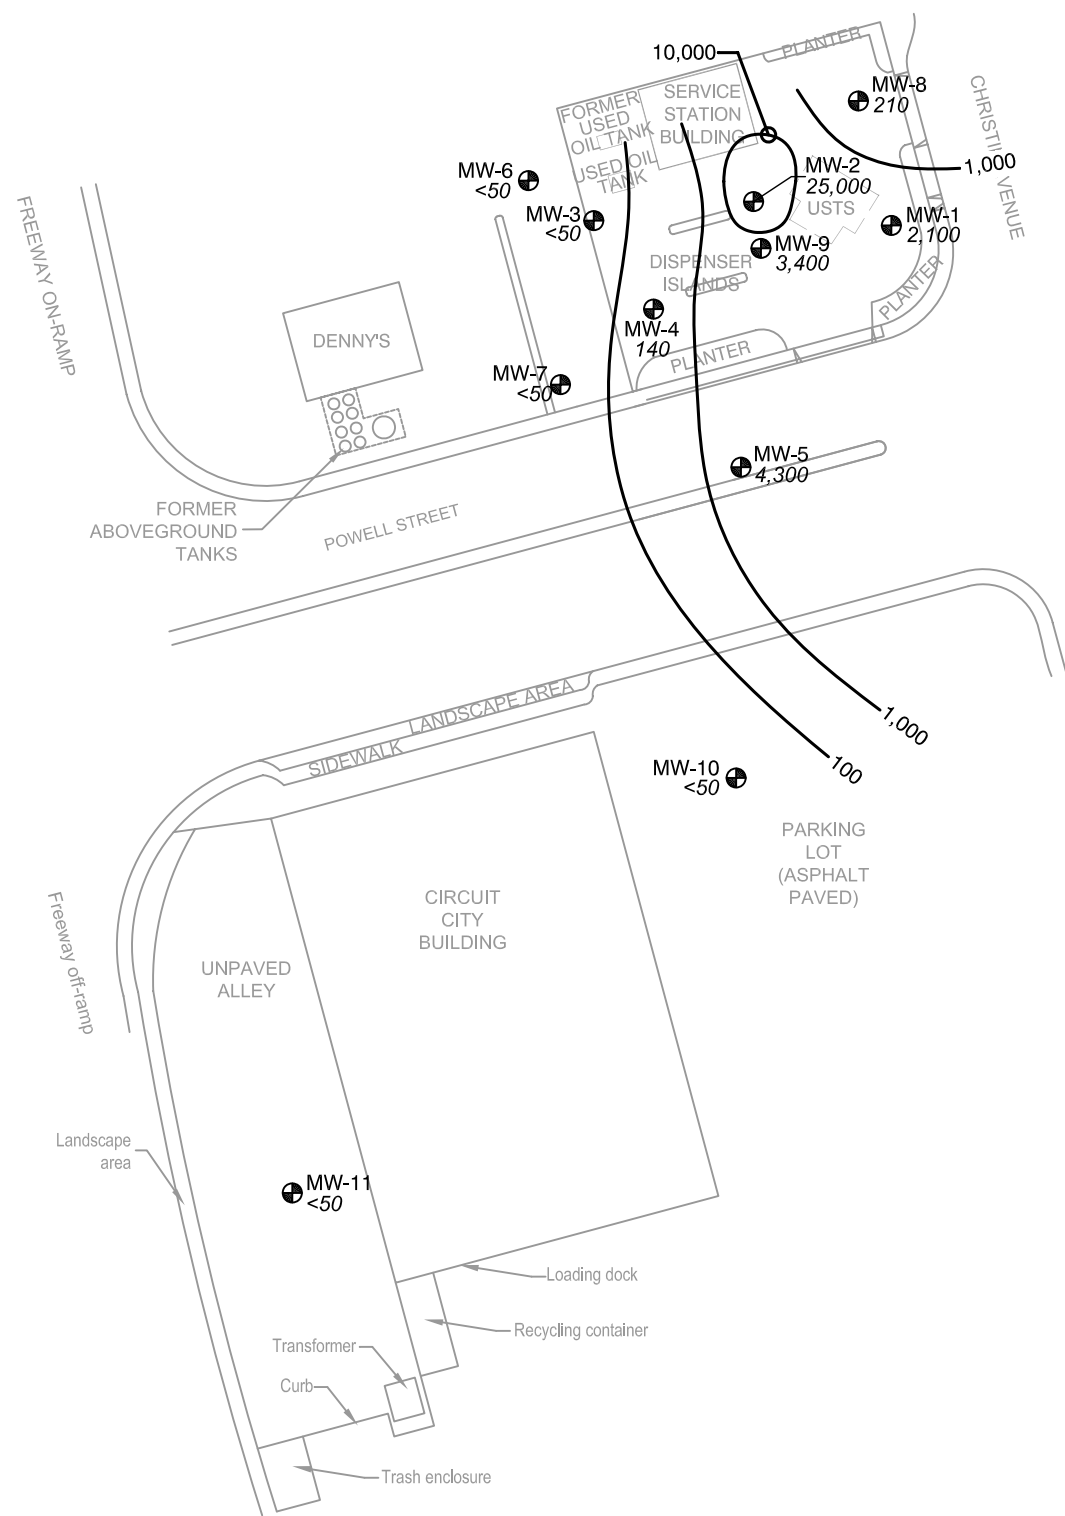 10,000
PLANTER
SERVICE
STATION
BUILDING
FORMER
USED
OIL TANK
USED OIL
TANK
MW-8
210
1,000
CHRISTI
VENUE
MW-6
<50
MW-2
25,000
USTS
MW-3
<50
MW-1
2,100
MW-9
3,400
DISPENSER
ISLANDS
PLANTER
FREEWAY ON-RAMP
DENNY'S
MW-4
140
PLANTER
MW-7
<50
MW-5
4,300
FORMER
ABOVEGROUND
TANKS
POWELL STREET
LANDSCAPE AREA
SIDEWALK
1,000
100
MW-10
<50
PARKING
LOT
(ASPHALT
PAVED)
CIRCUIT
CITY
BUILDING
Freeway off-ramp
UNPAVED
ALLEY
Landscape
area
MW-11
<50
Loading dock
Recycling container
Transformer
Curb
Trash enclosure